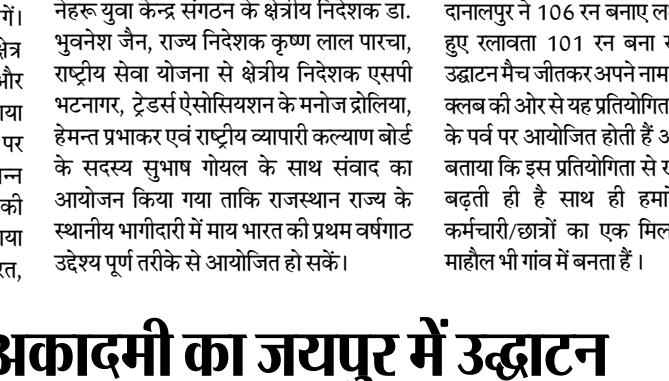 गें।
क्षेत्र
और
पर
की
नेहरू युवा केन्द्र संगठन के क्षेत्रीय निदेशक डा.
भुवनेश जैन, राज्य निदेशक कृष्ण लाल पारचा,
राष्ट्रीय सेवा योजना से क्षेत्रीय निदेशक एसपी
भटनागर, ट्रेडर्स ऐसोसियशन के मनोज द्रोलिया,
हेमन्त प्रभाकर एवं राष्ट्रीय व्यापारी कल्याण बोर्ड
के सदस्य सुभाष गोयल के साथ संवाद का
आयोजन किया गया ताकि राजस्थान राज्य के
स्थानीय भागीदारी में माय भारत की प्रथम वर्षगाठ
उद्देश्य पूर्ण तरीके से आयोजित हो सकें।
दानालपुर ने 106 रन बनाए
हुए रलावता 101 रन बना
उद्घाटन मैच जीतकर अपने नाम
क्लब की ओर से यह
के पर्व पर आयोजित होती हैं
बताया कि इस प्रतियोगिता से
बढ़ती ही है साथ ही
कर्मचारी/छात्रों का एक
माहौल भी गांव में बनता हैं।
अकादमी का जयपुर में उद्घाटन